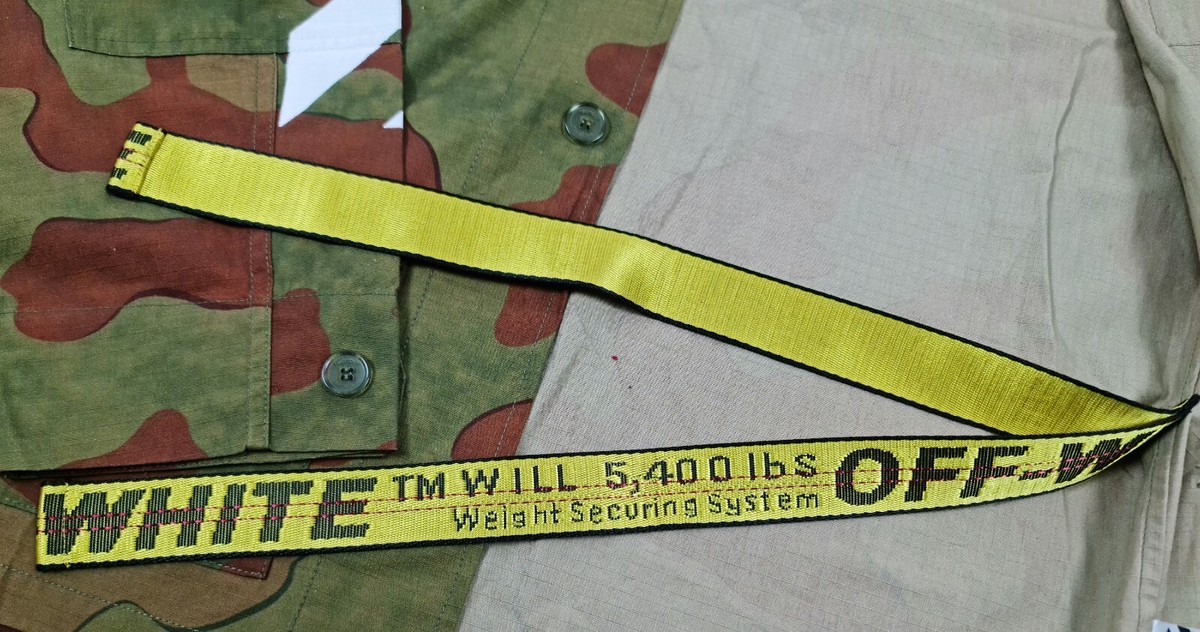 WHITE TM WILL 5,400 lbs
Weight Securing System
OFF